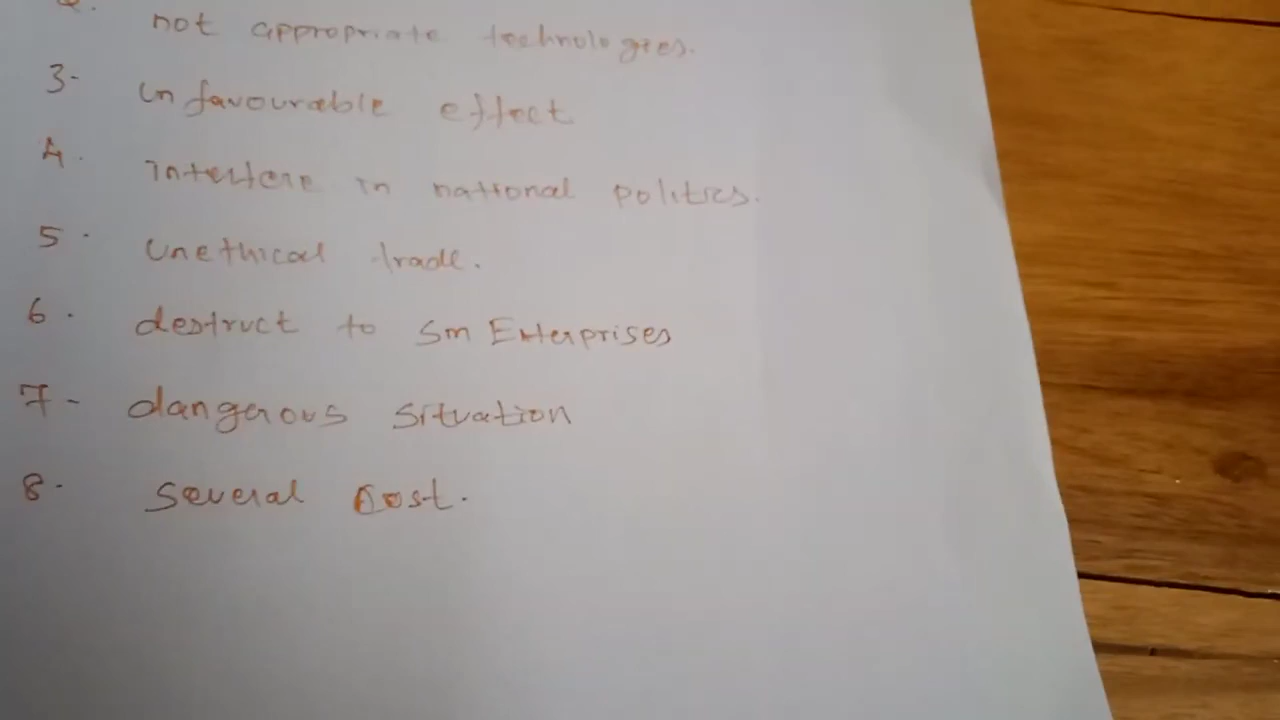 2. not appropriate technologies.
3- unfavourable effect
4. interfere in national politics.
5. unethical trade.
6. destruct to Sm Enterprises
7- dangerous situation
8. several cost.